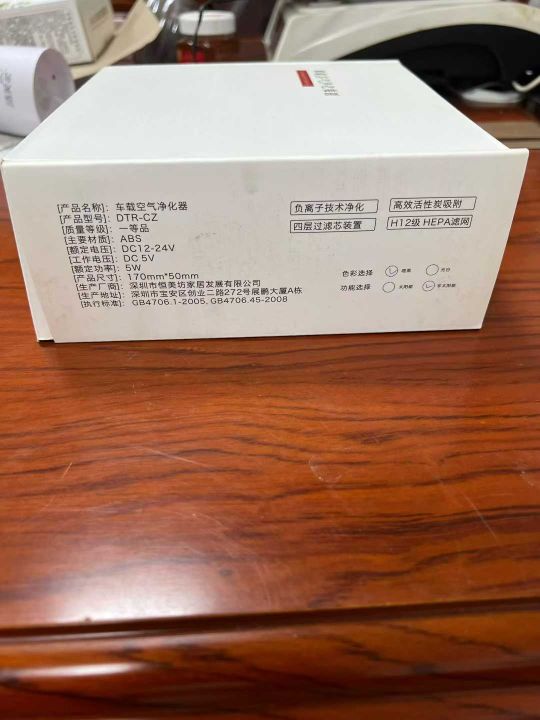 [产品名称]: 车载空气净化器
[产品型号]: DTR-CZ
[质量等级]: 一等品
[主要材质]: ABS
[额定电压]: DC12-24V
[工作电压]: DC 5V
[额定功率]: 5W
[产品尺寸]: 170mm*50mm
[生产厂商]: 深圳市恒美坊家居发展有限公司
[生产地址]: 深圳市宝安区创业二路272号展鹏大厦A栋
[执行标准]: GB4706.1-2005, GB4706.45-2008
负离子技术净化
高效活性炭吸附
四层过滤芯装置
H12级 HEPA滤网
色彩选择
功能选择